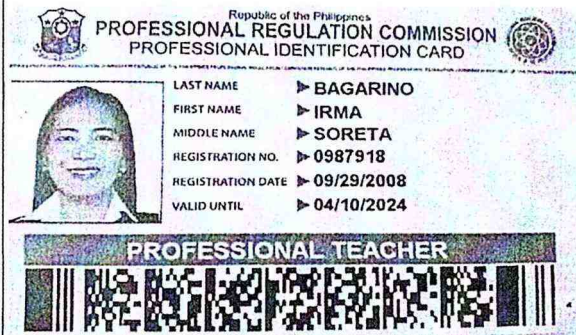 Republic of the Philippines
PROFESSIONAL REGULATION COMMISSION
PROFESSIONAL IDENTIFICATION CARD
LAST NAME ▶ BAGARINO
FIRST NAME ▶ IRMA
MIDDLE NAME ▶ SORETA
REGISTRATION NO. ▶ 0987918
REGISTRATION DATE ▶ 09/29/2008
VALID UNTIL ▶ 04/10/2024
PROFESSIONAL TEACHER